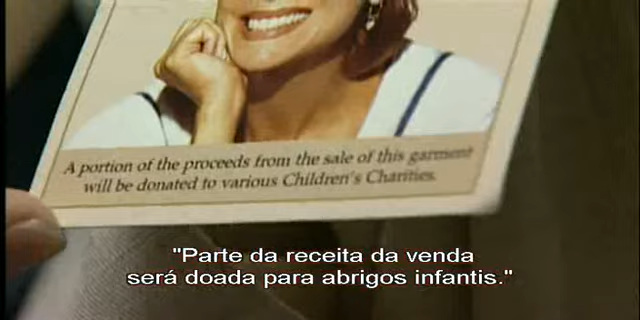 A portion of the proceeds from the sale of this garment
will be donated to various Children's Charities.
"Parte da receita da venda
será doada para abrigos infantis."